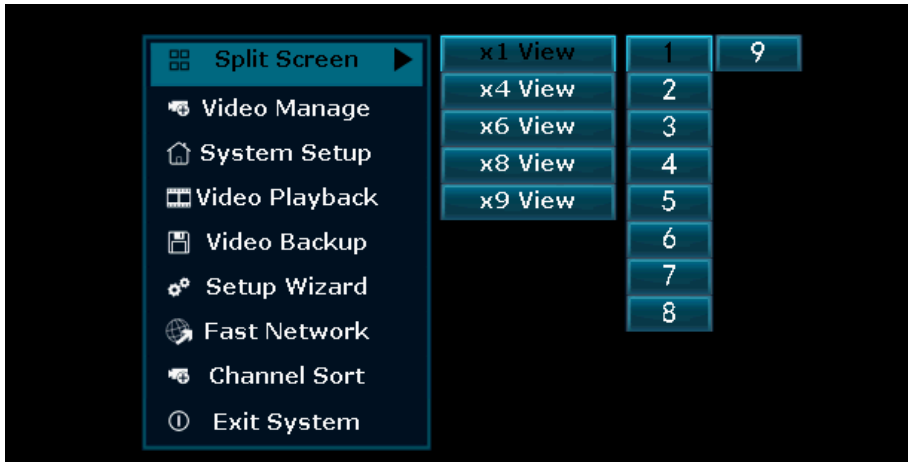 Split Screen
Video Manage
System Setup
Video Playback
Video Backup
Setup Wizard
Fast Network
Channel Sort
Exit System
x1 View
x4 View
x6 View
x8 View
x9 View
1
2
3
4
5
6
7
8
9